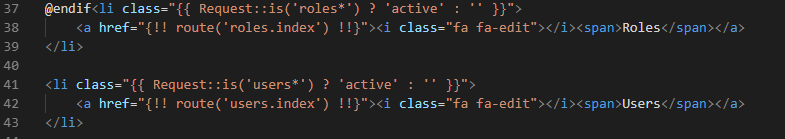 37 @endif<li class="{{ Request::is('roles*') ? 'active' : '' }}">
38     <a href="{!! route('roles.index') !!}"><i class="fa fa-edit"></i><span>Roles</span></a>
39 </li>
40
41 <li class="{{ Request::is('users*') ? 'active' : '' }}">
42     <a href="{!! route('users.index') !!}"><i class="fa fa-edit"></i><span>Users</span></a>
43 </li>